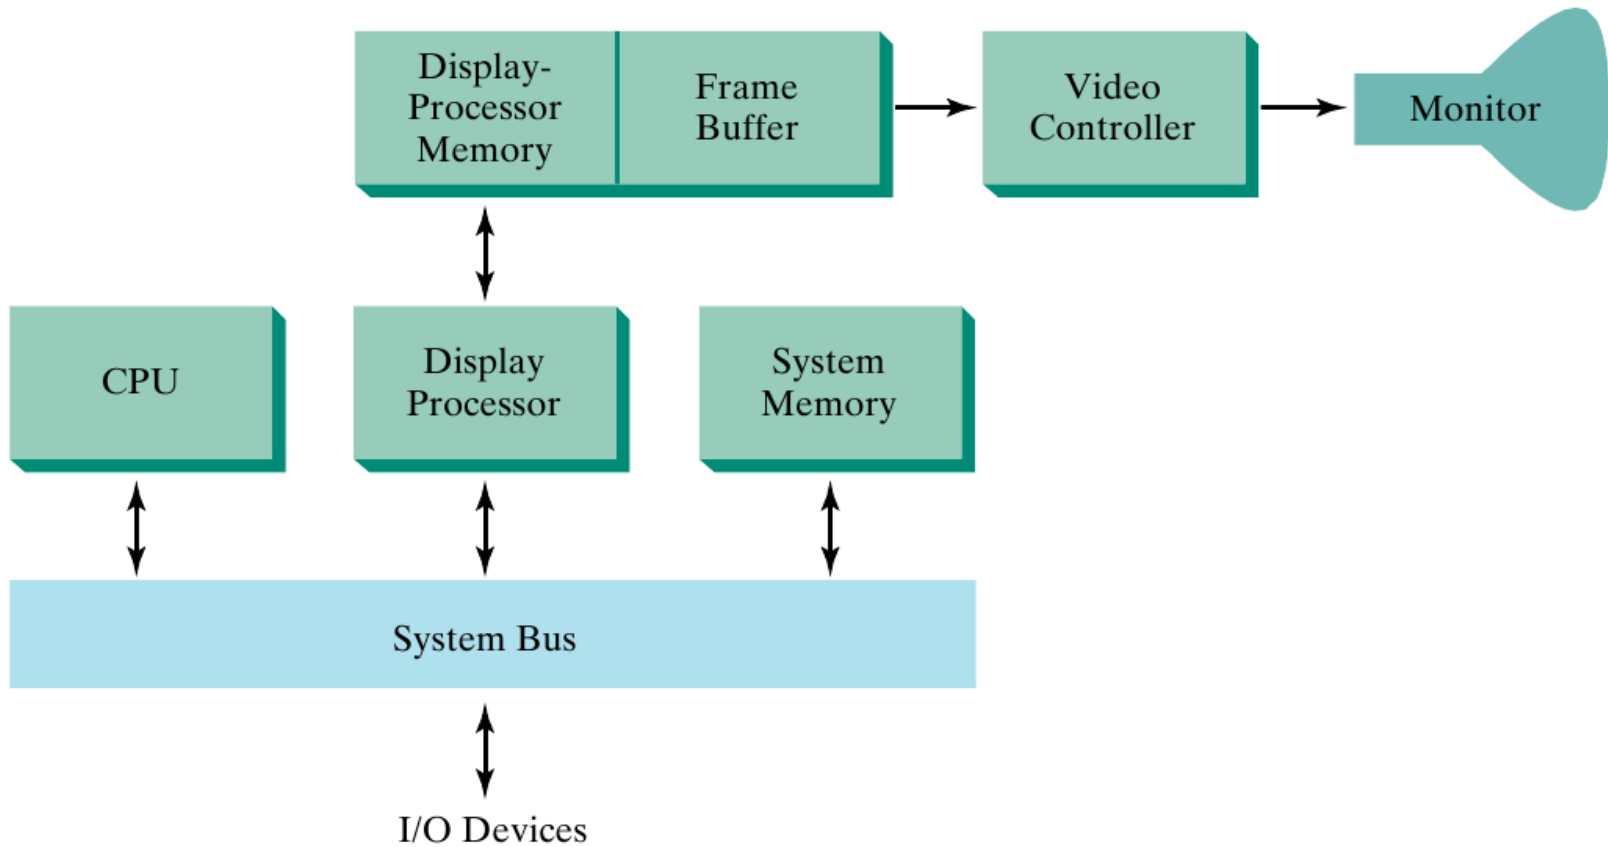 Display-
Processor
Memory
Frame
Buffer
Video
Controller
Monitor
CPU
Display
Processor
System
Memory
System Bus
I/O Devices